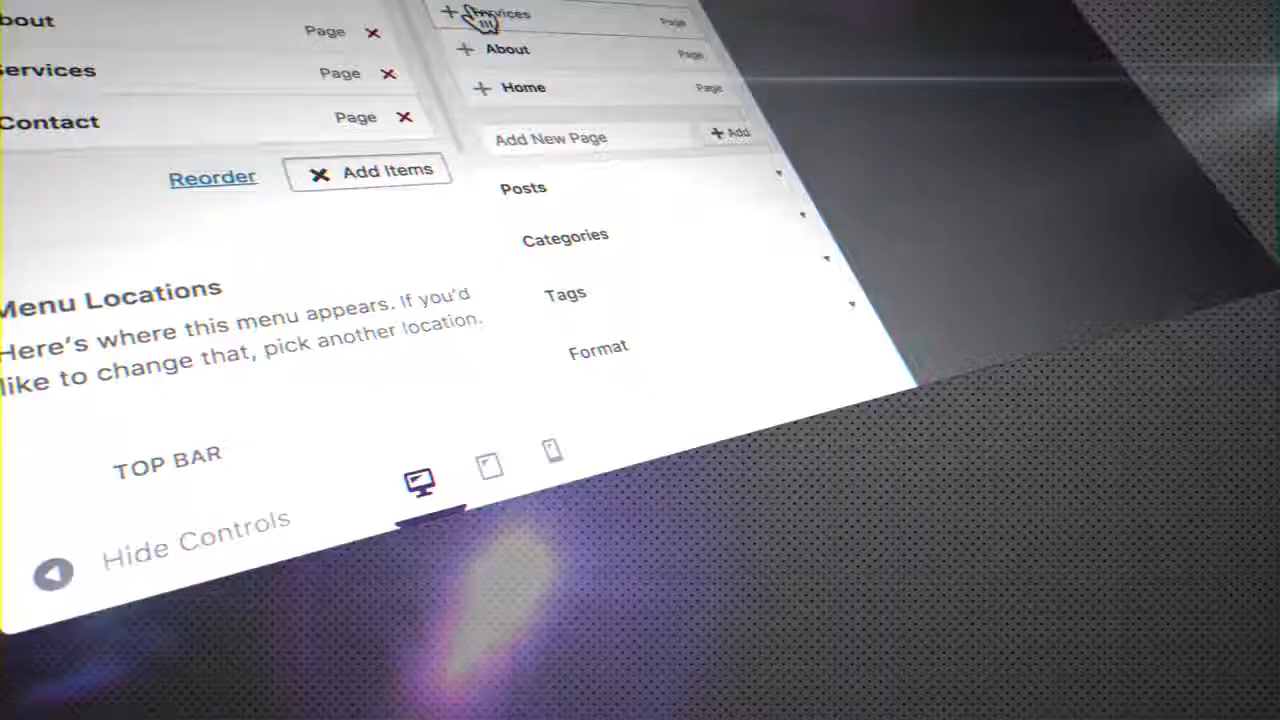 bout
Page
ervices
Page
Contact
Page
Reorder
Add Items
Services
Page
About
Page
Home
Page
Add New Page
Add
Posts
Categories
Tags
Format
Menu Locations
Here's where this menu appears. If you'd
like to change that, pick another location.
TOP BAR
Hide Controls